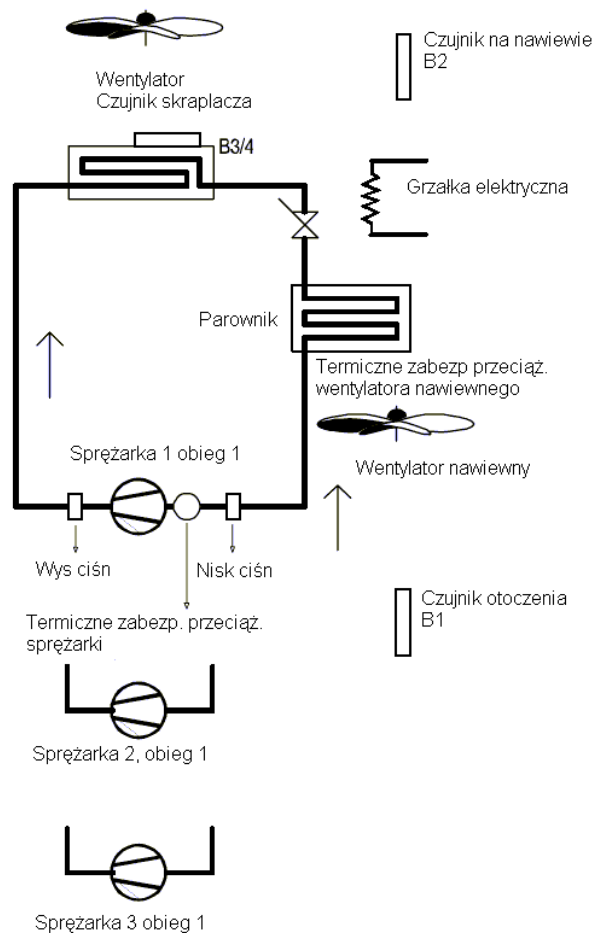 Czujnik na nawiewie
B2
Wentylator
Czujnik skraplacza
B3/4
Grzałka elektryczna
Parownik
Termiczne zabezp przeciąż.
wentylatora nawiewnego
Sprężarka 1 obieg 1
Wentylator nawiewny
Wys ciśn
Nisk ciśn
Czujnik otoczenia
B1
Termiczne zabezp. przeciąż.
sprężarki
Sprężarka 2, obieg 1
Sprężarka 3 obieg 1